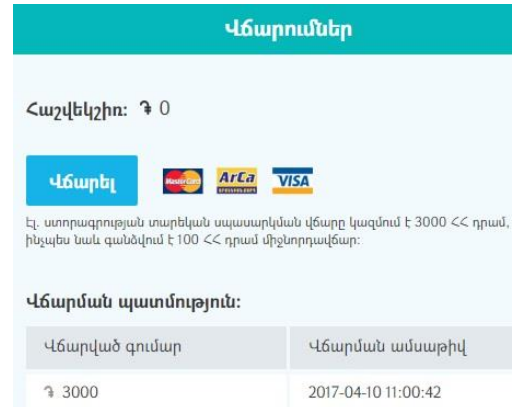 Վճարումներ
Հաշվեկշիռ: ֏ 0
Վճարել MasterCard ArCa VISA
Էլ. ստորագրության տարեկան սպասարկման վճարը կազմում է 3000 ՀՀ դրամ,
ինչպես նաև գանձվում է 100 ՀՀ դրամ միջնորդավճար:
Վճարման պատմություն:
Վճարված գումար Վճարման ամսաթիվ
֏ 3000 2017-04-10 11:00:42